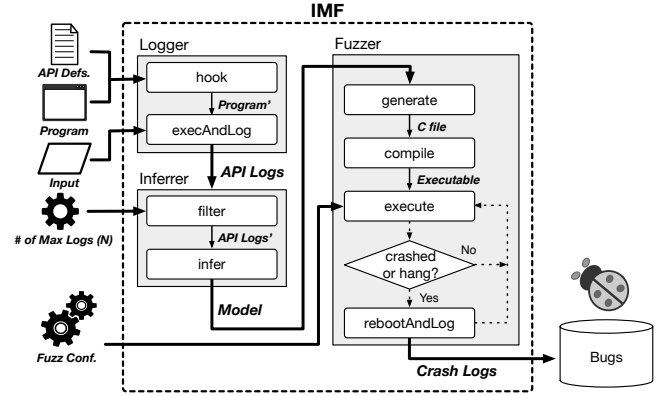 IMF
API Defs.
Program
Input
# of Max Logs (N)
Fuzz Conf.
Logger
hook
Program’
execAndLog
API Logs
Inferrer
filter
API Logs’
infer
Model
Fuzzer
generate
C file
compile
Executable
execute
crashed
or hang?
No
Yes
rebootAndLog
Crash Logs
Bugs